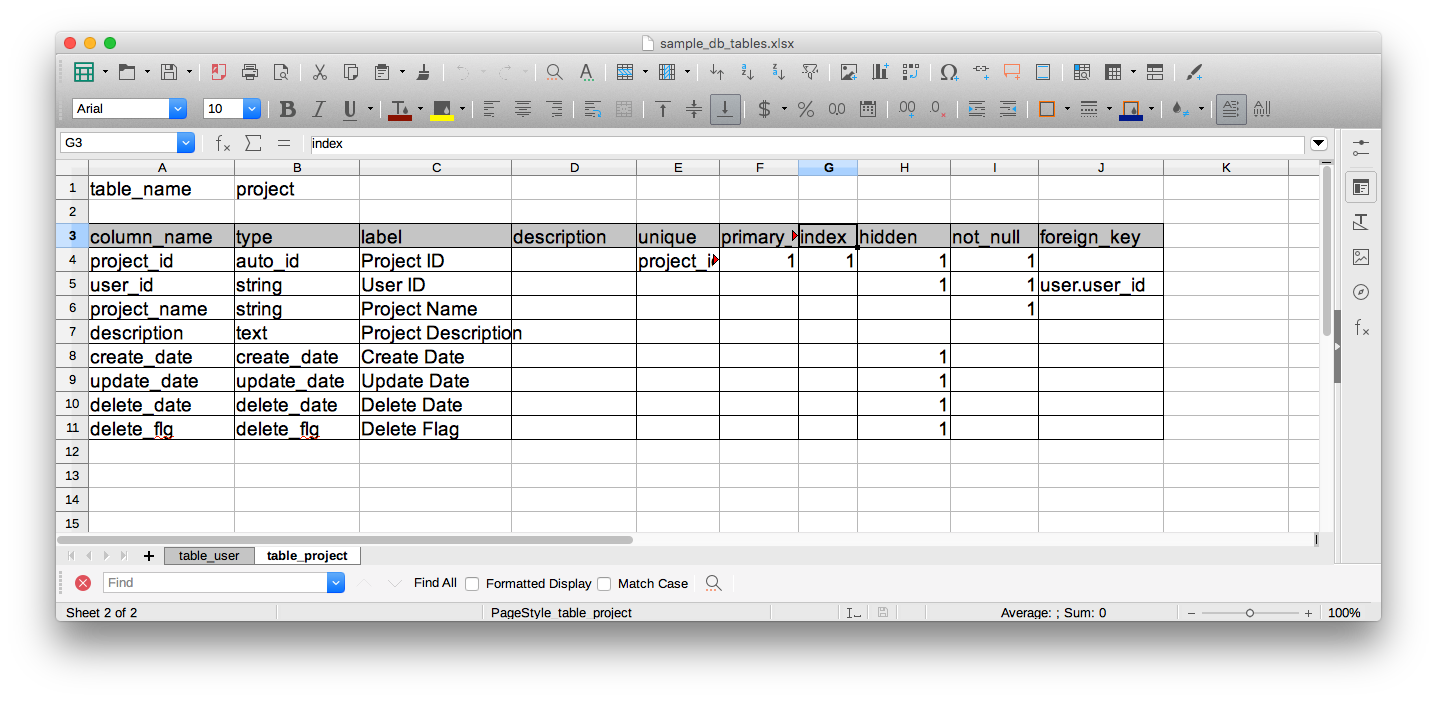 sample_db_tables.xlsx
Arial 10
G3 index
A B C D E F G H I J K
1 table_name project
2
3 column_name type label description unique primary_ index hidden not_null foreign_key
4 project_id auto_id Project ID project_i 1 1 1 1
5 user_id string User ID 1 1 user.user_id
6 project_name string Project Name 1
7 description text Project Description
8 create_date create_date Create Date 1
9 update_date update_date Update Date 1
10 delete_date delete_date Delete Date 1
11 delete_flg delete_flg Delete Flag 1
12
13
14
15
table_user table_project
Find Find All Formatted Display Match Case
Sheet 2 of 2 PageStyle_table_project Average: ; Sum: 0 100%